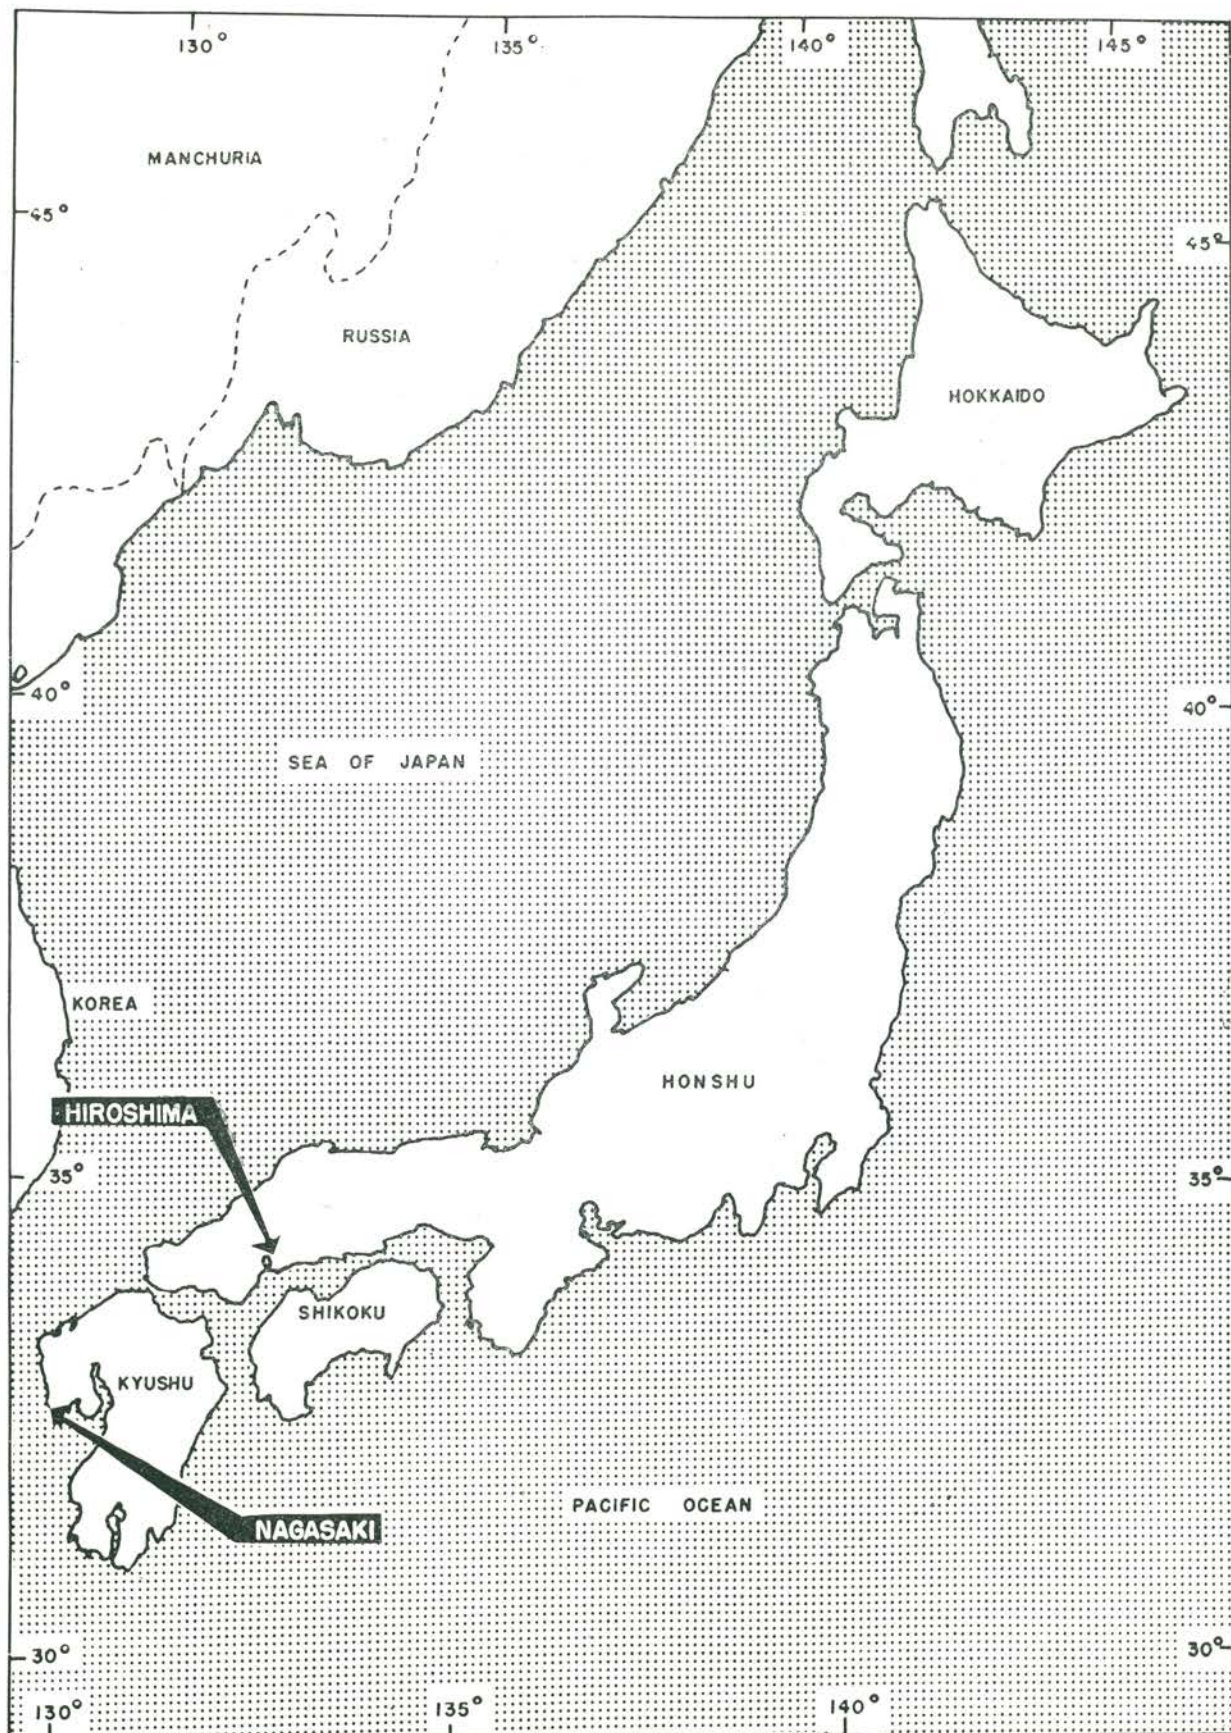 130°
135°
140°
145°
MANCHURIA
45°
45°
RUSSIA
HOKKAIDO
40°
40°
SEA OF JAPAN
KOREA
HONSHU
HIROSHIMA
35°
35°
SHIKOKU
KYUSHU
PACIFIC OCEAN
NAGASAKI
30°
30°
130°
135°
140°